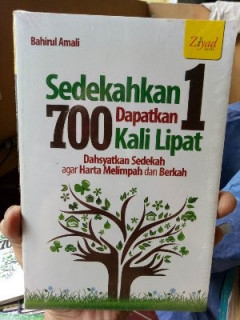 Bahirul Amali
Ziyad
Sedekahkan 1
Dapatkan
700 Kali Lipat
Dahsyatkan Sedekah
agar Harta Melimpah dan Berkah